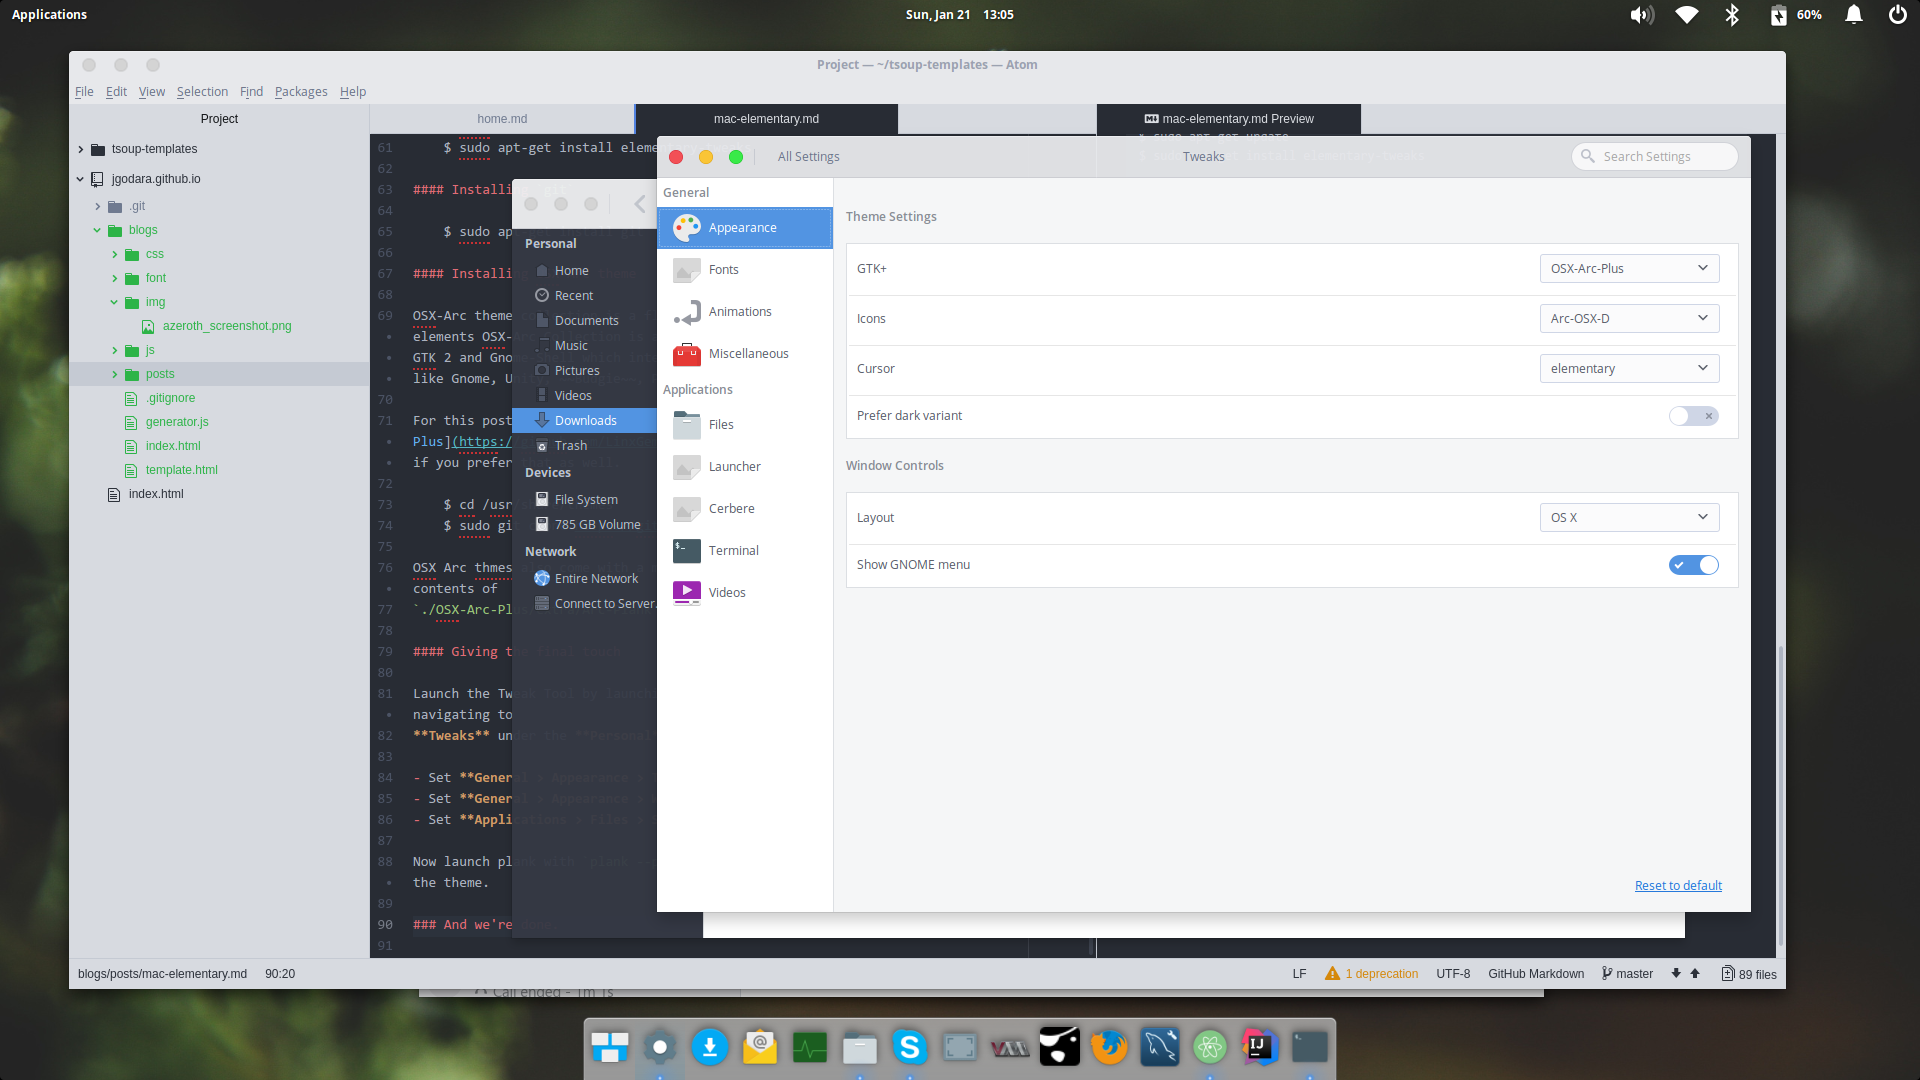 Applications
Sun, Jan 21 13:05
60%
Project — ~/tsoup-templates — Atom
File Edit View Selection Find Packages Help
Project
home.md
mac-elementary.md
mac-elementary.md Preview
tsoup-templates
jgodara.github.io
.git
blogs
css
font
img
azeroth_screenshot.png
js
posts
.gitignore
generator.js
index.html
template.html
index.html
61 $ sudo apt-get install elem
62
63 #### Installi
64
65 $ sudo ap
66
67 #### Installi
68
69 OSX-Arc theme
elements OSX-
GTK 2 and Gno
like Gnome, U
70
71 For this post
Plus](https:/
if you prefer
72
73 $ cd /usr
74 $ sudo gi
75
76 OSX Arc thmes
contents of
77 `./OSX-Arc-Pl
78
79 #### Giving t
80
81 Launch the Tw
navigating to
82 **Tweaks** un
83
84 - Set **Gener
85 - Set **Gener
86 - Set **Appli
87
88 Now launch pl
the theme.
89
90 ### And we're
91
Personal
Home
Recent
Documents
Music
Pictures
Videos
Downloads
Trash
Devices
File System
785 GB Volume
Network
Entire Network
Connect to Server.
All Settings
Tweaks
Search Settings
General
Appearance
Fonts
Animations
Miscellaneous
Applications
Files
Launcher
Cerbere
Terminal
Videos
Theme Settings
GTK+ OSX-Arc-Plus
Icons Arc-OSX-D
Cursor elementary
Prefer dark variant
Window Controls
Layout OS X
Show GNOME menu
Reset to default
blogs/posts/mac-elementary.md 90:20
LF 1 deprecation UTF-8 GitHub Markdown master 89 files
Call ended -